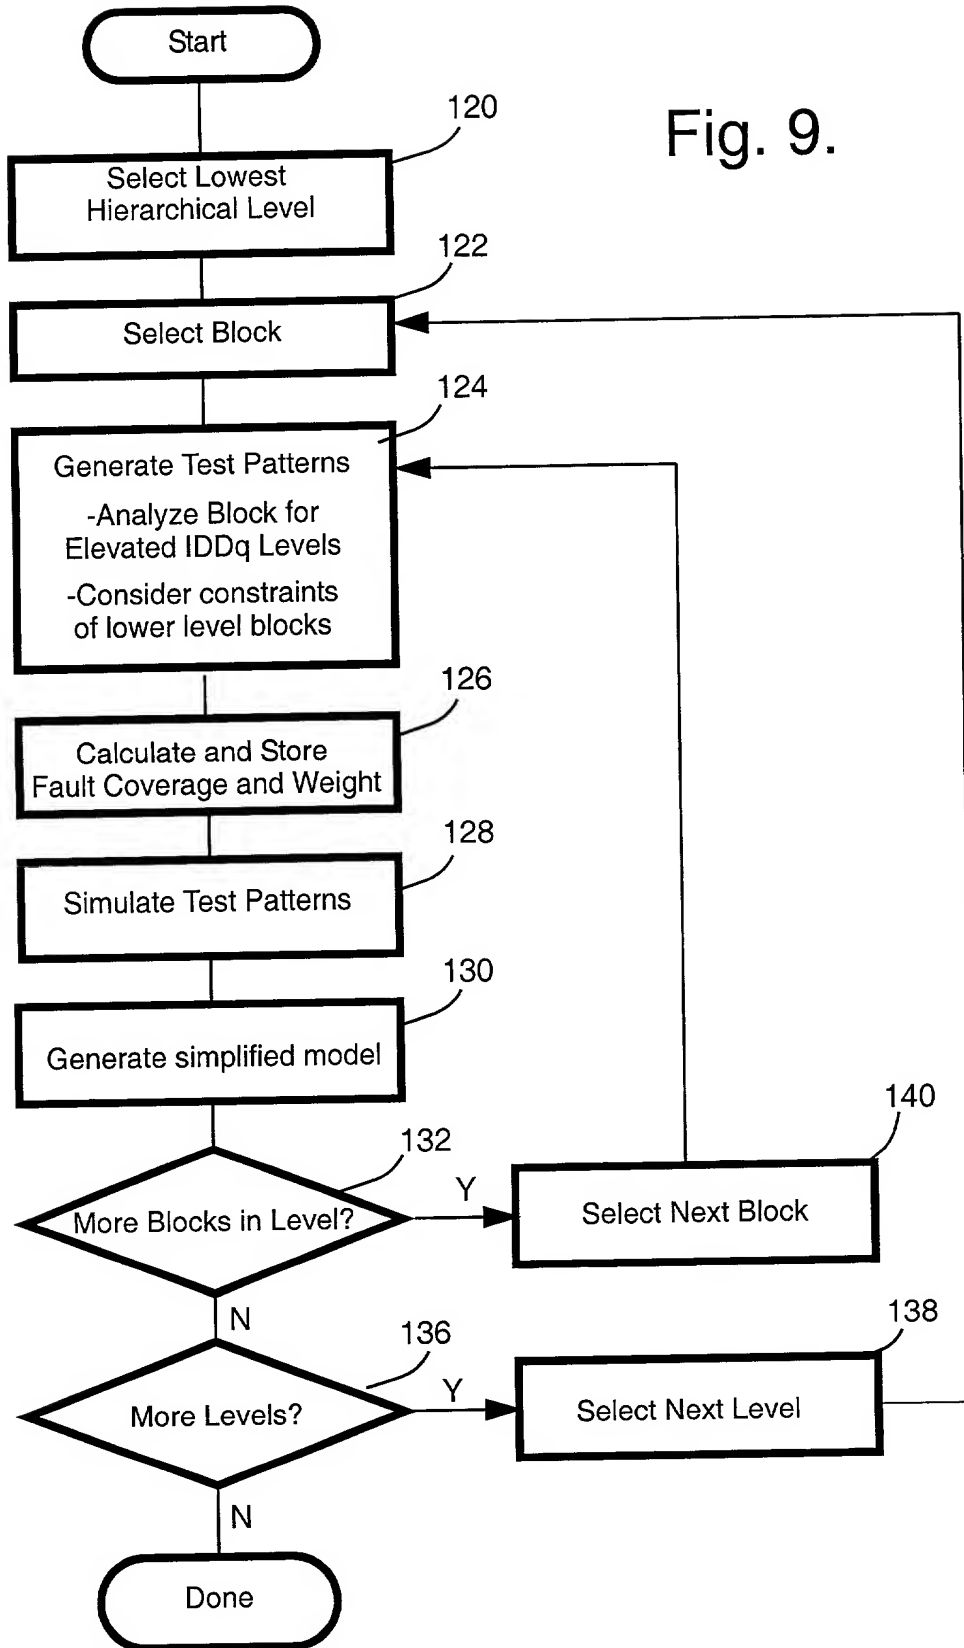 Start
Fig. 9.
120
Select Lowest
Hierarchical Level
122
Select Block
124
Generate Test Patterns
-Analyze Block for
Elevated IDDq Levels
-Consider constraints
of lower level blocks
126
Calculate and Store
Fault Coverage and Weight
128
Simulate Test Patterns
130
Generate simplified model
132
More Blocks in Level?
Y
140
Select Next Block
N
136
More Levels?
Y
138
Select Next Level
N
Done